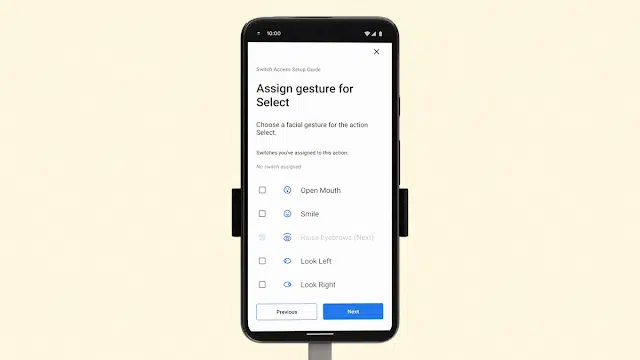 10:00
Switch Access Setup Guide
Assign gesture for
Select
Choose a facial gesture for the action
Select.
Switches you've assigned to this action:
No switch assigned
Open Mouth
Smile
Raise Eyebrows (Next)
Look Left
Look Right
Previous
Next